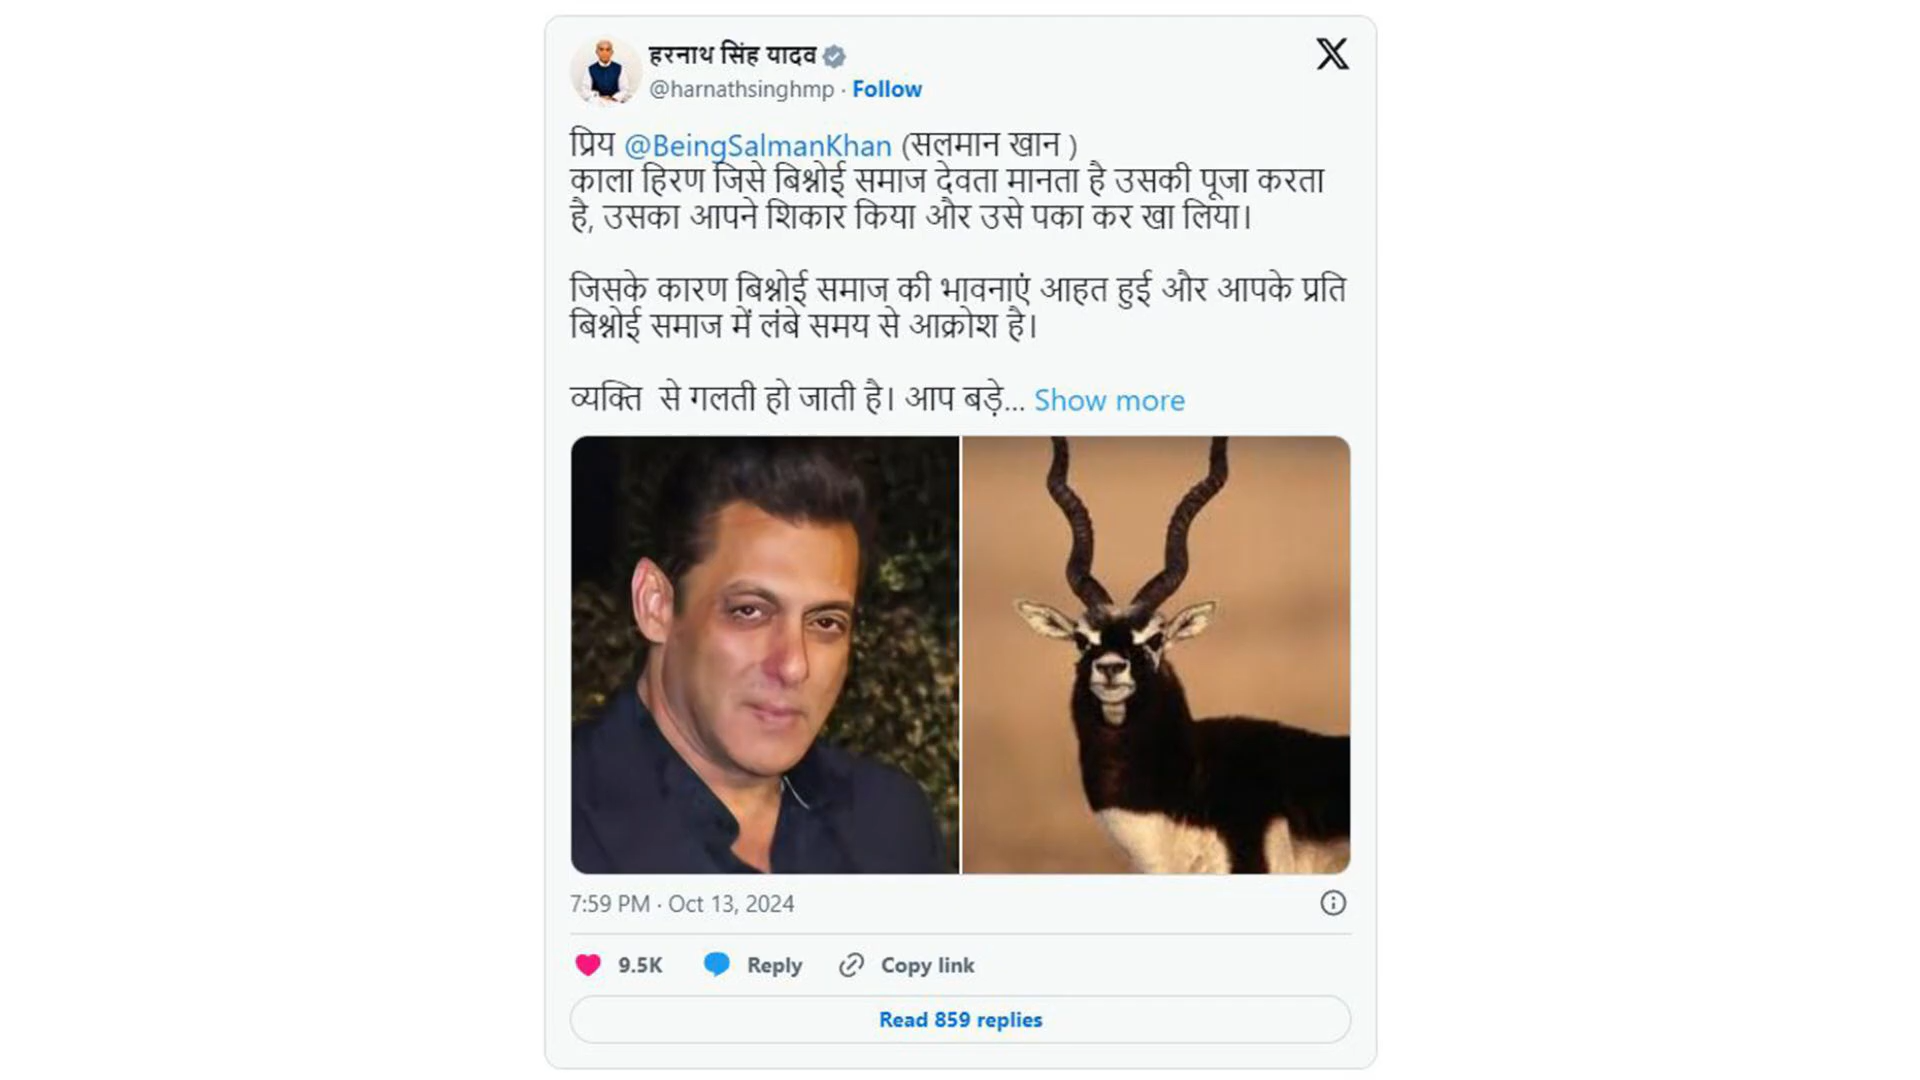 हरनाथ सिंह यादव
@harnathsinghmp · Follow
प्रिय @BeingSalmanKhan (सलमान खान )
काला हिरण जिसे बिश्नोई समाज देवता मानता है उसकी पूजा करता
है, उसका आपने शिकार किया और उसे पका कर खा लिया।
जिसके कारण बिश्नोई समाज की भावनाएं आहत हुई और आपके प्रति
बिश्नोई समाज में लंबे समय से आक्रोश है।
व्यक्ति  से गलती हो जाती है। आप बड़े... Show more
7:59 PM · Oct 13, 2024
9.5K Reply Copy link
Read 859 replies